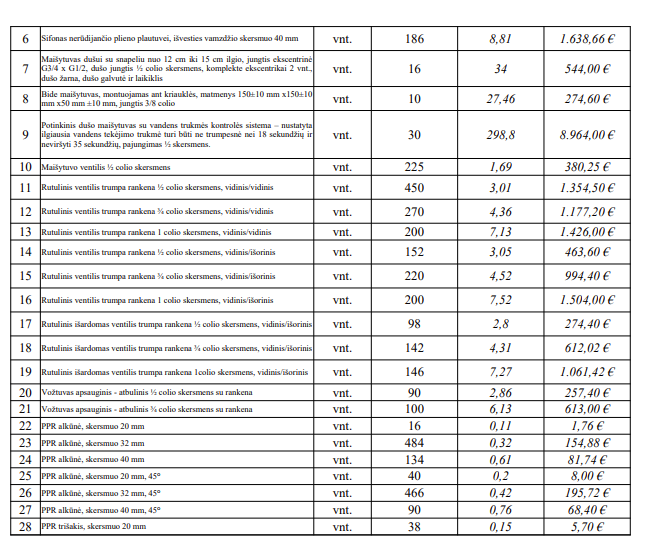 6 Sifonas nerūdijančio plieno plautuvei, išvesties vamzdžio skersmuo 40 mm vnt. 186 8,81 1.638,66 €
7 Maišytuvas dušui su snapeliu nuo 12 cm iki 15 cm ilgio, jungtis ekscentrinė
G3/4 x G1/2, dušo jungtis ½ colio skersmens, komplekte ekscentrikai 2 vnt.,
dušo žarna, dušo galvutė ir laikiklis vnt. 16 34 544,00 €
8 Bide maišytuvas, montuojamas ant kriauklės, matmenys 150±10 mm x150±10
mm x50 mm ±10 mm, jungtis 3/8 colio vnt. 10 27,46 274,60 €
9 Potinkinis dušo maišytuvas su vandens trukmės kontrolės sistema – nustatyta
ilgiausia vandens tekėjimo trukmė turi būti ne trumpesnė nei 18 sekundžių ir
neviršyti 35 sekundžių, pajungimas ½ skersmens. vnt. 30 298,8 8.964,00 €
10 Maišytuvo ventilis ½ colio skersmens vnt. 225 1,69 380,25 €
11 Rutulinis ventilis trumpa rankena ½ colio skersmens, vidinis/vidinis vnt. 450 3,01 1.354,50 €
12 Rutulinis ventilis trumpa rankena ¾ colio skersmens, vidinis/vidinis vnt. 270 4,36 1.177,20 €
13 Rutulinis ventilis trumpa rankena 1 colio skersmens, vidinis/vidinis vnt. 200 7,13 1.426,00 €
14 Rutulinis ventilis trumpa rankena ½ colio skersmens, vidinis/išorinis vnt. 152 3,05 463,60 €
15 Rutulinis ventilis trumpa rankena ¾ colio skersmens, vidinis/išorinis vnt. 220 4,52 994,40 €
16 Rutulinis ventilis trumpa rankena 1 colio skersmens, vidinis/išorinis vnt. 200 7,52 1.504,00 €
17 Rutulinis išardomas ventilis trumpa rankena ½ colio skersmens, vidinis/išorinis vnt. 98 2,8 274,40 €
18 Rutulinis išardomas ventilis trumpa rankena ¾ colio skersmens, vidinis/išorinis vnt. 142 4,31 612,02 €
19 Rutulinis išardomas ventilis trumpa rankena 1colio skersmens, vidinis/išorinis vnt. 146 7,27 1.061,42 €
20 Vožtuvas apsauginis - atbulinis ½ colio skersmens su rankena vnt. 90 2,86 257,40 €
21 Vožtuvas apsauginis - atbulinis ¾ colio skersmens su rankena vnt. 100 6,13 613,00 €
22 PPR alkūnė, skersmuo 20 mm vnt. 16 0,11 1,76 €
23 PPR alkūnė, skersmuo 32 mm vnt. 484 0,32 154,88 €
24 PPR alkūnė, skersmuo 40 mm vnt. 134 0,61 81,74 €
25 PPR alkūnė, skersmuo 20 mm, 45° vnt. 40 0,2 8,00 €
26 PPR alkūnė, skersmuo 32 mm, 45° vnt. 466 0,42 195,72 €
27 PPR alkūnė, skersmuo 40 mm, 45° vnt. 90 0,76 68,40 €
28 PPR trišakis, skersmuo 20 mm vnt. 38 0,15 5,70 €